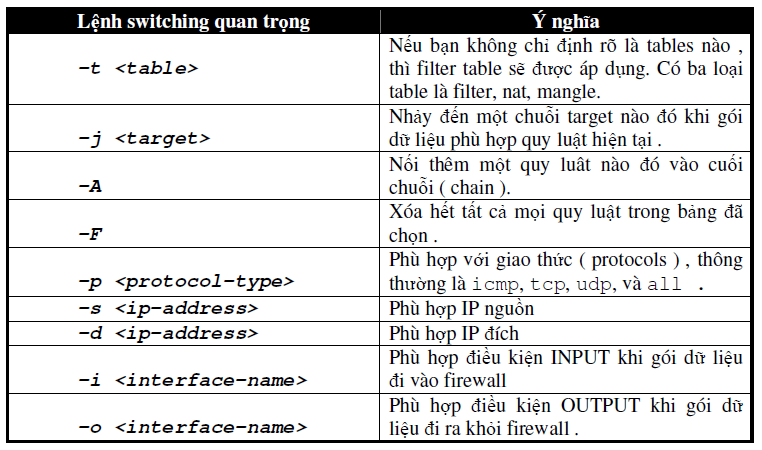 Lệnh switching quan trọng
Ý nghĩa
–t <table>
Nếu bạn không chỉ định rõ là tables nào ,
thì filter table sẽ được áp dụng. Có ba loại
table là filter, nat, mangle.
–j <target>
Nhảy đến một chuỗi target nào đó khi gói
dữ liệu phù hợp quy luật hiện tại .
–A
Nối thêm một quy luât nào đó vào cuối
chuỗi ( chain ).
–F
Xóa hết tất cả mọi quy luật trong bảng đã
chọn .
–p <protocol-type>
Phù hợp với giao thức ( protocols ) , thông
thường là icmp, tcp, udp, và all .
–s <ip-address>
Phù hợp IP nguồn
–d <ip-address>
Phù hợp IP đích
–i <interface-name>
Phù hợp điều kiện INPUT khi gói dữ liệu
đi vào firewall
–o <interface-name>
Phù hợp điều kiện OUTPUT khi gói dữ
liệu đi ra khỏi firewall .